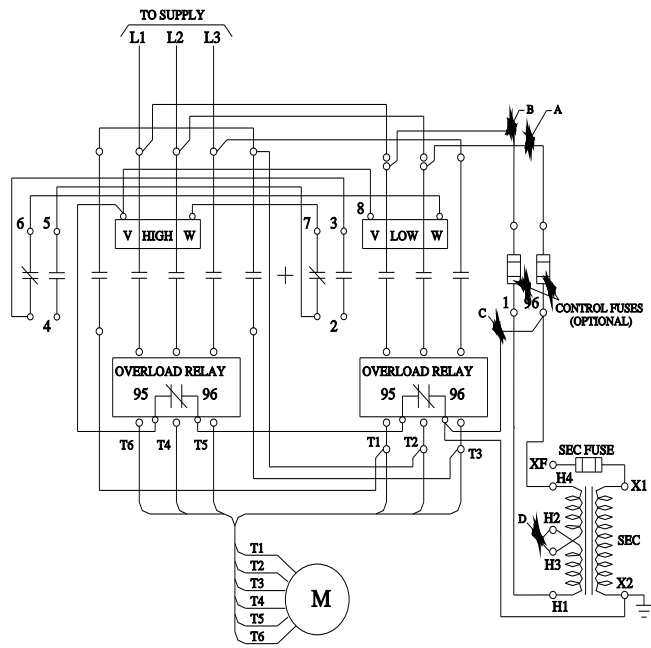 TO SUPPLY
L1 L2 L3
B A
6 5 7 3 8
V HIGH W
V LOW W
4 2
1 96
CONTROL FUSES
(OPTIONAL)
C
OVERLOAD RELAY
95 96
OVERLOAD RELAY
95 96
T6 T4 T5
T1 T2 T3
SEC FUSE
XF
H4 X1
D H2
SEC
H3
X2
H1
T1
T2
T3
T4
T5
T6
M